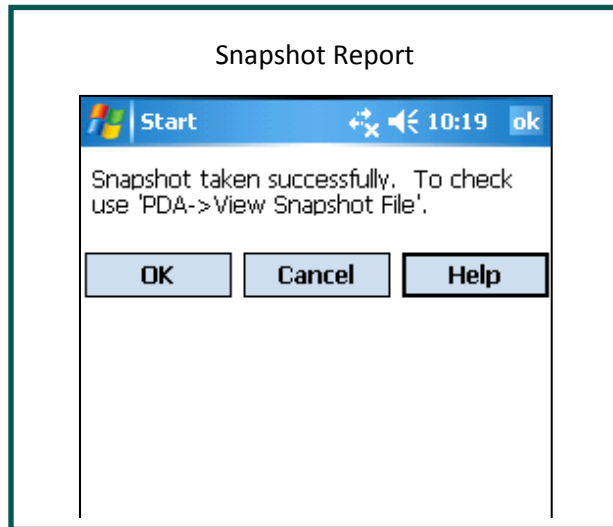 Snapshot Report
Start 10:19 ok
Snapshot taken successfully.  To check
use 'PDA->View Snapshot File'.
OK Cancel Help